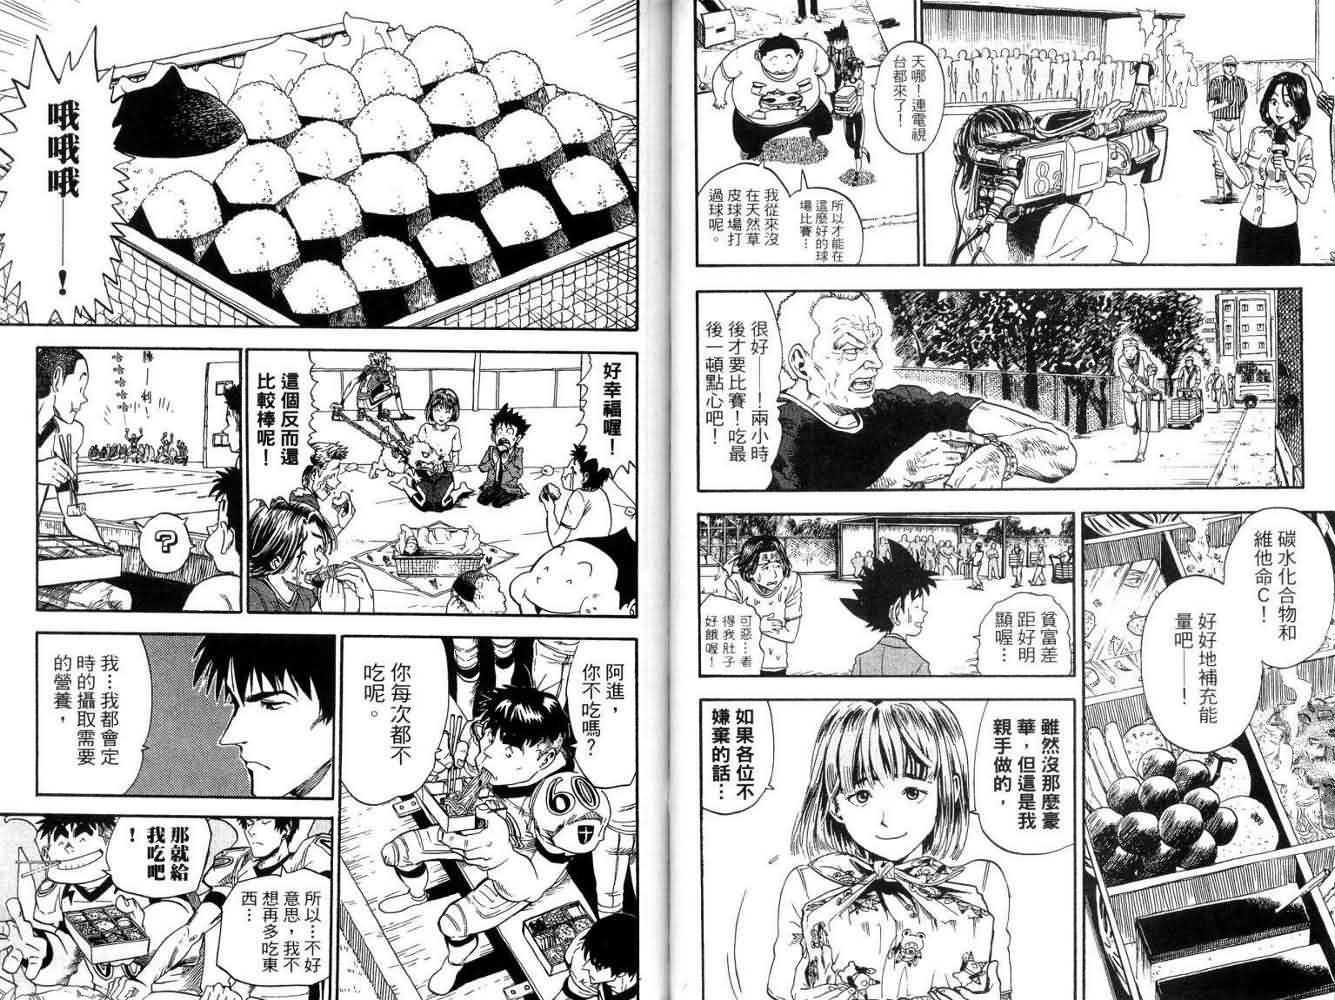 天哪！連電視
台都來了！
所以才能在
這麼好的球
場比賽…
我從來沒
在天然草
皮球場打
過球呢。
8
很好——！兩小時
後才要比賽！吃最
後一頓點心吧！
碳水化合物和
維他命C！
好好地補充能
量吧——！
貧富差
距好明
顯喔…
可惡…害
得我肚子
好餓喔！
雖然沒那麼豪
華，但這是我
親手做的，
如果各位不
嫌棄的話…
哦哦哦——！
好幸福喔！
這個反而還
比較棒呢！
勝——利
哈哈哈哈
？
阿進，
你不吃嗎？
你每次都不
吃呢。
60
我…我都會定
時的攝取需要
的營養，
所以…不好
意思，我不
想再多吃東
西…
那就給
我吃吧
！